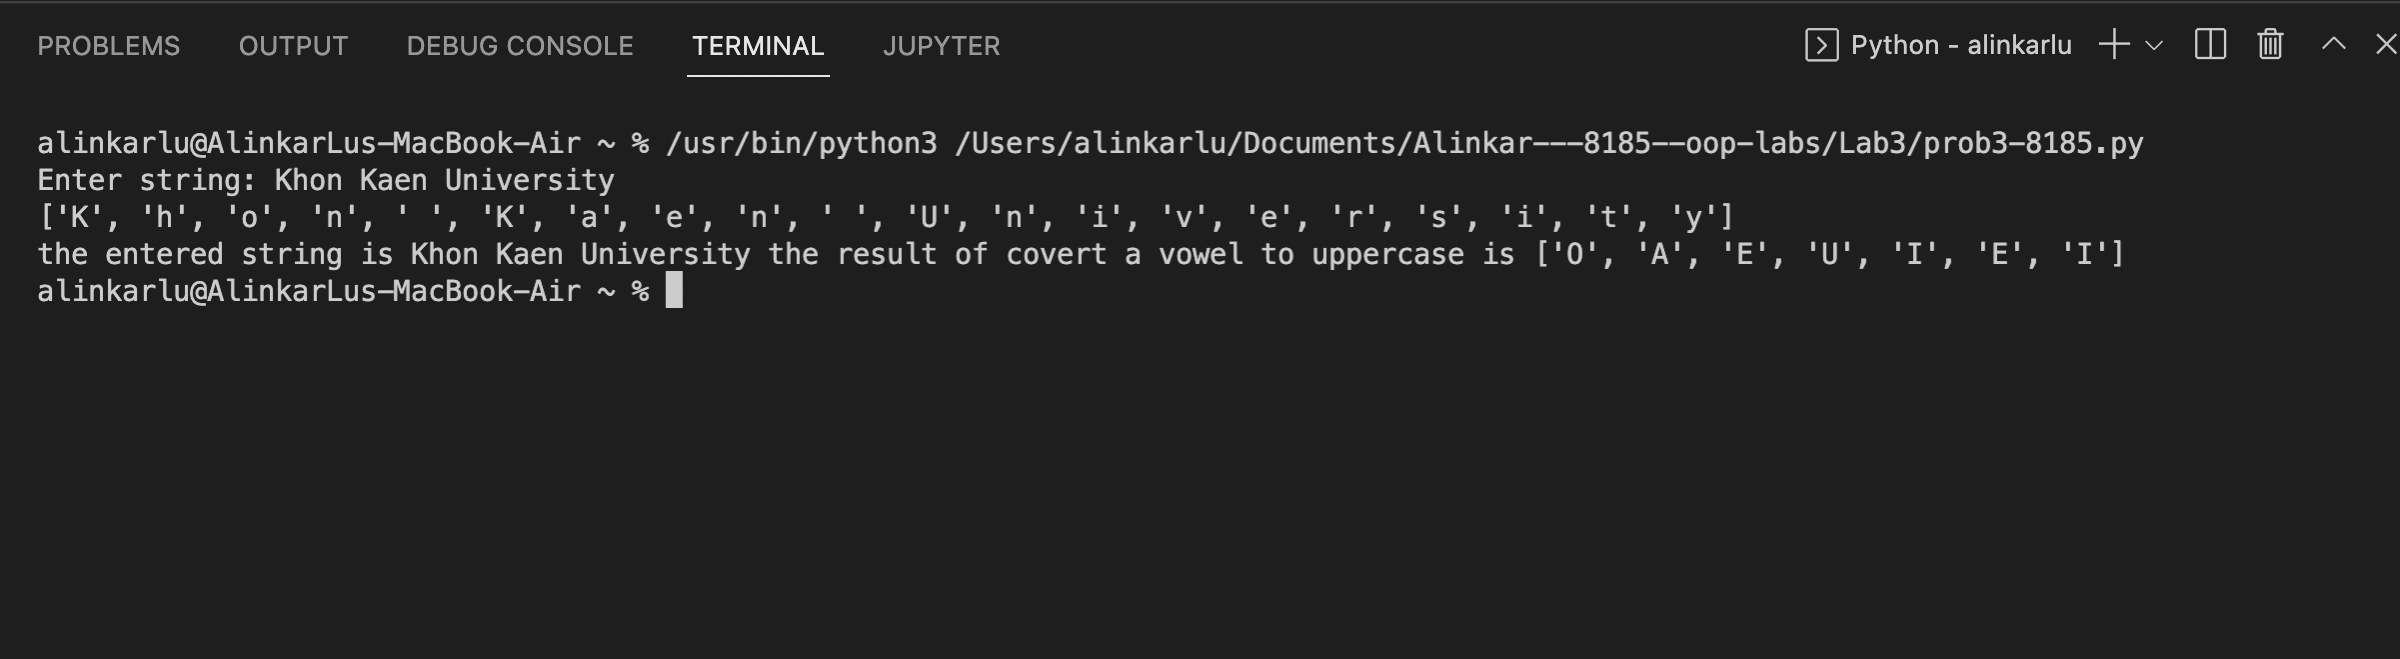 PROBLEMS OUTPUT DEBUG CONSOLE TERMINAL JUPYTER Python - alinkarlu
alinkarlu@AlinkarLus-MacBook-Air ~ % /usr/bin/python3 /Users/alinkarlu/Documents/Alinkar---8185--oop-labs/Lab3/prob3-8185.py
Enter string: Khon Kaen University
['K', 'h', 'o', 'n', ' ', 'K', 'a', 'e', 'n', ' ', 'U', 'n', 'i', 'v', 'e', 'r', 's', 'i', 't', 'y']
the entered string is Khon Kaen University the result of covert a vowel to uppercase is ['O', 'A', 'E', 'U', 'I', 'E', 'I']
alinkarlu@AlinkarLus-MacBook-Air ~ %